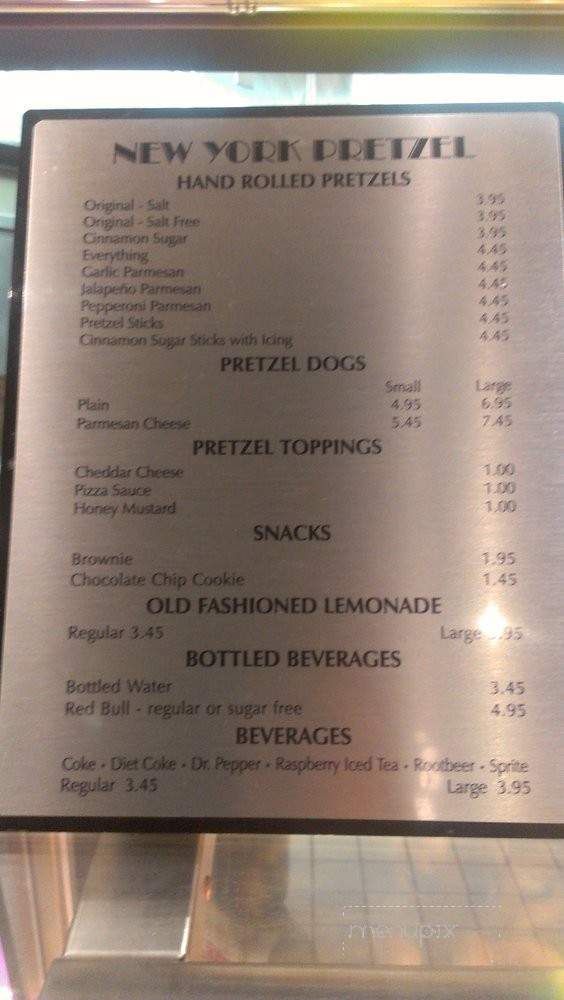 NEW YORK PRETZEL
HAND ROLLED PRETZELS
Original - Salt 3.95
Original - Salt Free 3.95
Cinnamon Sugar 3.95
Everything 4.45
Garlic Parmesan 4.45
Jalapeño Parmesan 4.45
Pepperoni Parmesan 4.45
Pretzel Sticks 4.45
Cinnamon Sugar Sticks with Icing 4.45
PRETZEL DOGS
Small Large
Plain 4.95 6.95
Parmesan Cheese 5.45 7.45
PRETZEL TOPPINGS
Cheddar Cheese 1.00
Pizza Sauce 1.00
Honey Mustard 1.00
SNACKS
Brownie 1.95
Chocolate Chip Cookie 1.45
OLD FASHIONED LEMONADE
Regular 3.45 Large .95
BOTTLED BEVERAGES
Bottled Water 3.45
Red Bull - regular or sugar free 4.95
BEVERAGES
Coke • Diet Coke • Dr. Pepper • Raspberry Iced Tea • Rootbeer • Sprite
Regular 3.45 Large 3.95
menupix